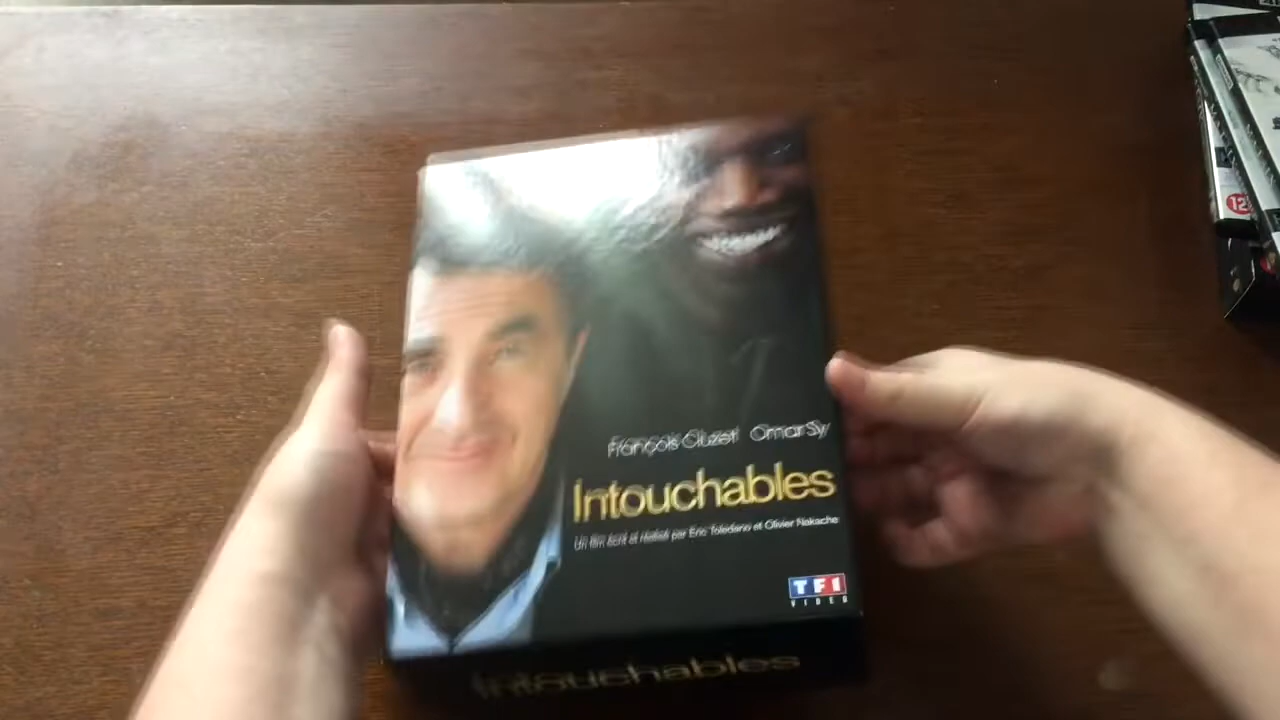 12
François Cluzet Omar Sy
Intouchables
Un film écrit et réalisé par Eric Toledano et Olivier Nakache
TF1
VIDEO
Intouchables